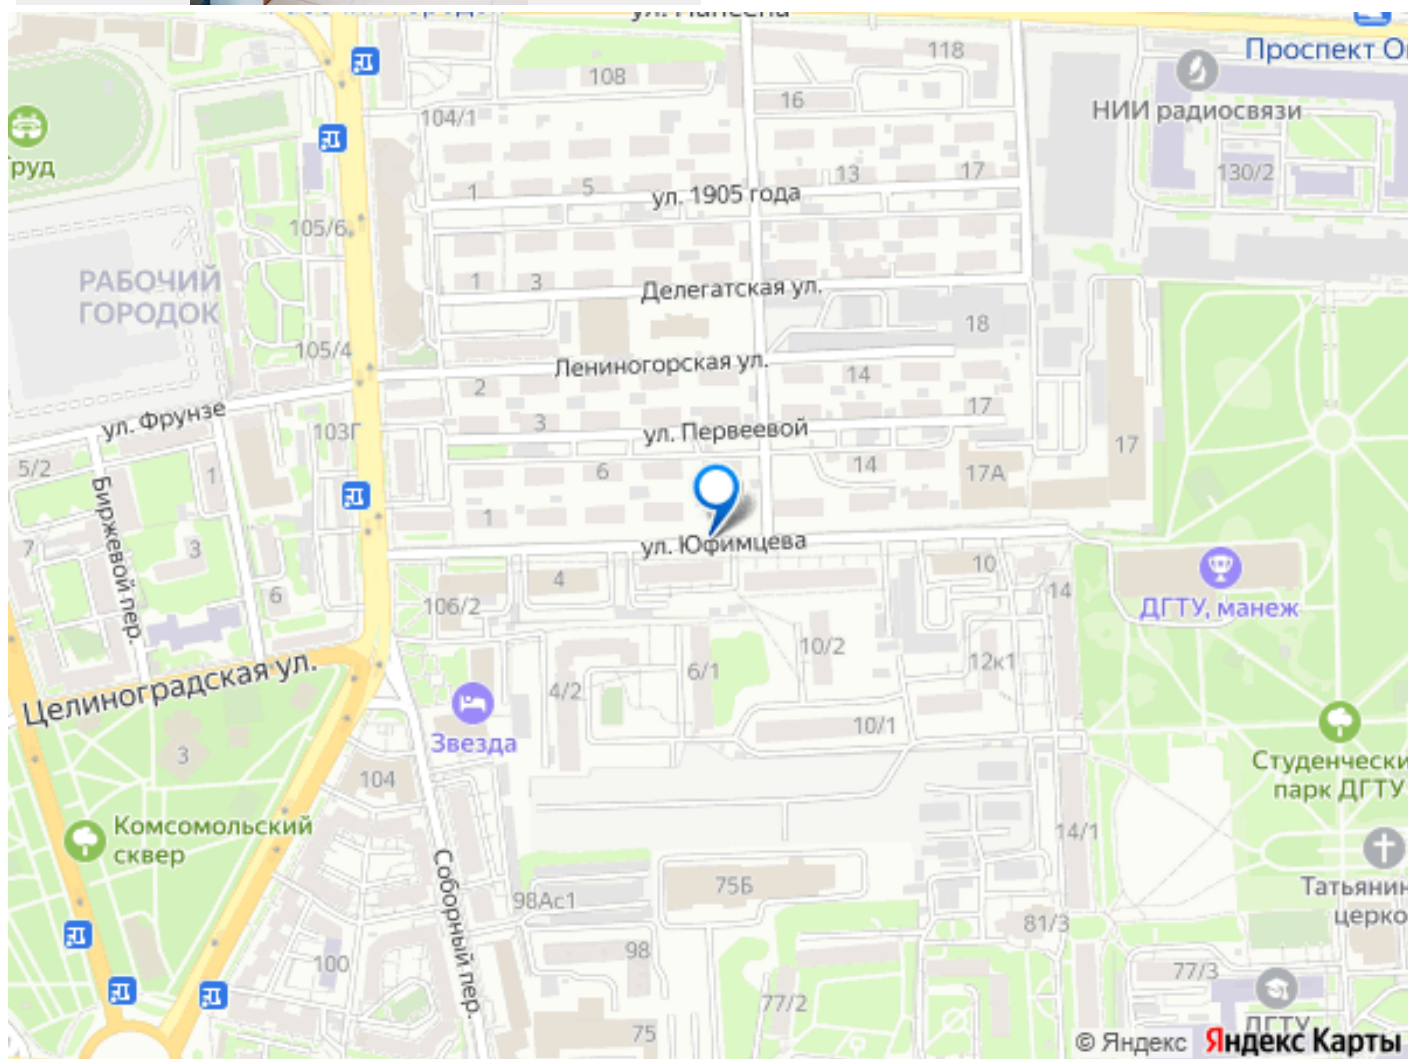 118
Проспект О
108
16
НИИ радиосвязи
104/1
руд
13
17
130/2
1
5
ул. 1905 года
105/6
РАБОЧИЙ
ГОРОДОК
1
3
Делегатская ул.
18
105/4
Лениногорская ул.
2
14
ул. Фрунзе
17
103Г
3
ул. Первеевой
17
5/2
1
6
14
17А
Биржевой пер.
1
7
3
ул. Юфимцева
4
10
14
6
106/2
ДГТУ, манеж
10/2
12к1
Целиноградская ул.
4/2
6/1
10/1
Звезда
3
Студенчески
парк ДГТУ
104
Комсомольский
сквер
14/1
Соборный пер.
75Б
Татьянин
церко
98Ас1
81/3
98
100
77/3
77/2
ДГТУ
75
© Яндекс Яндекс Карты